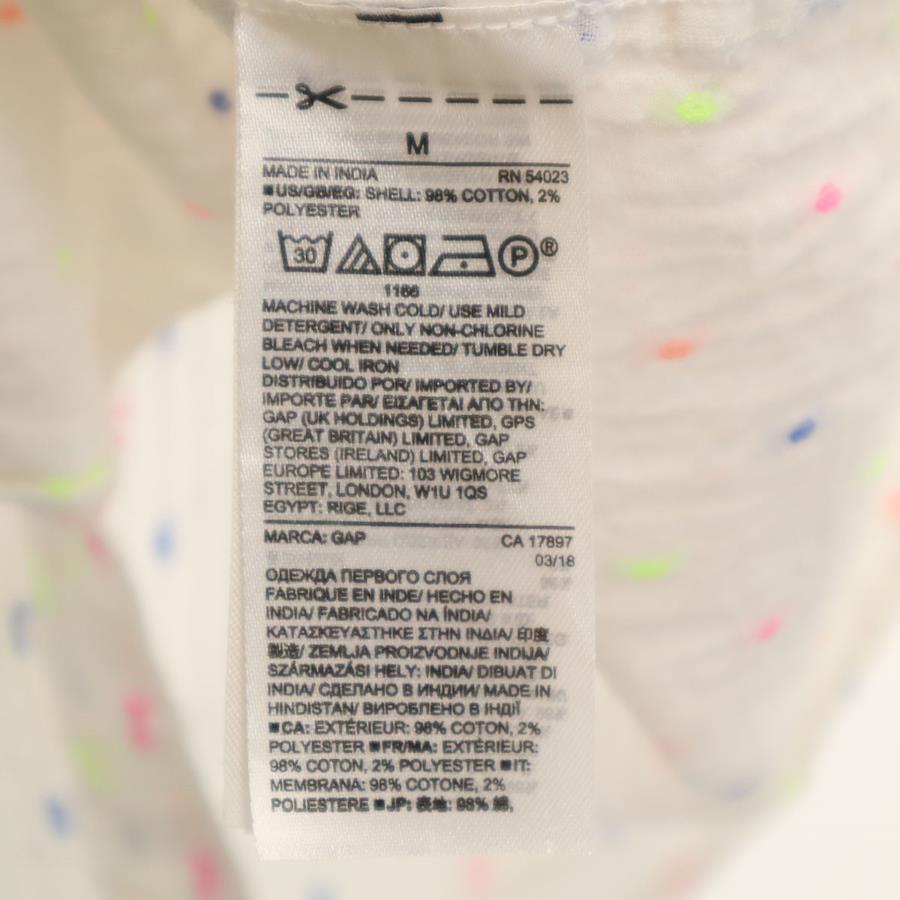 M
MADE IN INDIA RN 54023
■US/GB/EG: SHELL: 98% COTTON, 2%
POLYESTER
30 P®
1166
MACHINE WASH COLD/ USE MILD
DETERGENT/ ONLY NON-CHLORINE
BLEACH WHEN NEEDED/ TUMBLE DRY
LOW/ COOL IRON
DISTRIBUIDO POR/ IMPORTED BY/
IMPORTE PAR/ ΕΙΣΑΓΕΤΑΙ ΑΠΟ ΤΗΝ:
GAP (UK HOLDINGS) LIMITED, GPS
(GREAT BRITAIN) LIMITED, GAP
STORES (IRELAND) LIMITED, GAP
EUROPE LIMITED: 103 WIGMORE
STREET, LONDON, W1U 1QS
EGYPT: RIGE, LLC
MARCA: GAP CA 17897
03/18
ОДЕЖДА ПЕРВОГО СЛОЯ
FABRIQUE EN INDE/ HECHO EN
INDIA/ FABRICADO NA ÍNDIA/
ΚΑΤΑΣΚΕΥΑΣΤΗΚΕ ΣΤΗΝ ΙΝΔΙΑ/ 印度
製造/ ZEMLJA PROIZVODNJE INDIJA/
SZÁRMAZÁSI HELY: INDIA/ DIBUAT DI
INDIA/ СДЕЛАНО В ИНДИИ/ MADE IN
HINDISTAN/ ВИРОБЛЕНО В ІНДІЇ
■CA: EXTÉRIEUR: 98% COTON, 2%
POLYESTER ■FR/MA: EXTÉRIEUR:
98% COTON, 2% POLYESTER ■IT:
MEMBRANA: 98% COTONE, 2%
POLIESTERE ■JP: 表地: 98% 綿,